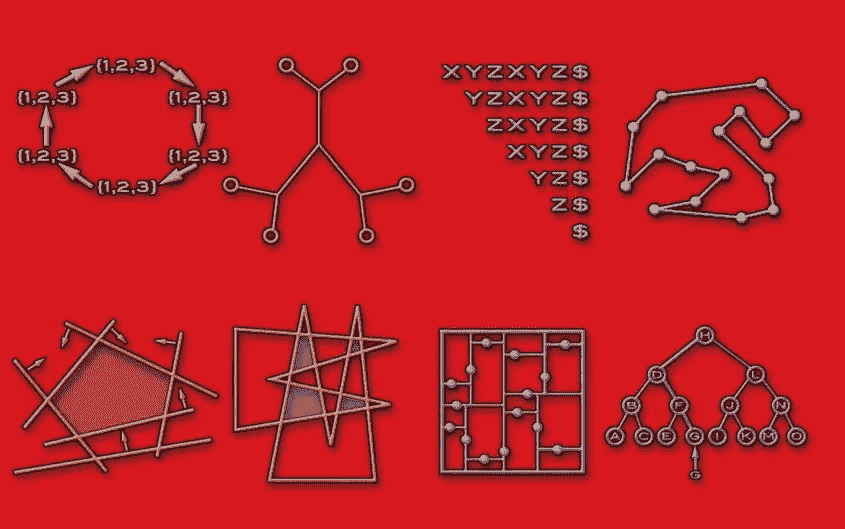 {1,2,3}
{1,2,3} {1,2,3}
{1,2,3} {1,2,3}
{1,2,3}
XYZXYZ$
YZXYZ$
ZXYZ$
XYZ$
YZ$
Z$
$
H
D L
B F J N
A C E G I K M O
G